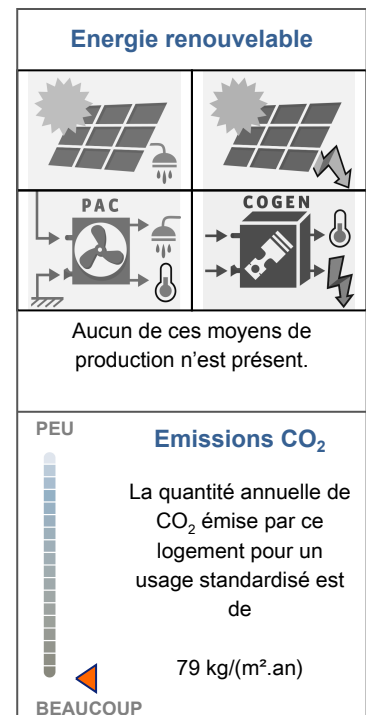 Energie renouvelable
PAC
COGEN
Aucun de ces moyens de
production n'est présent.
PEU
Emissions CO₂
La quantité annuelle de
CO₂ émise par ce
logement pour un
usage standardisé est
de
79 kg/(m².an)
BEAUCOUP